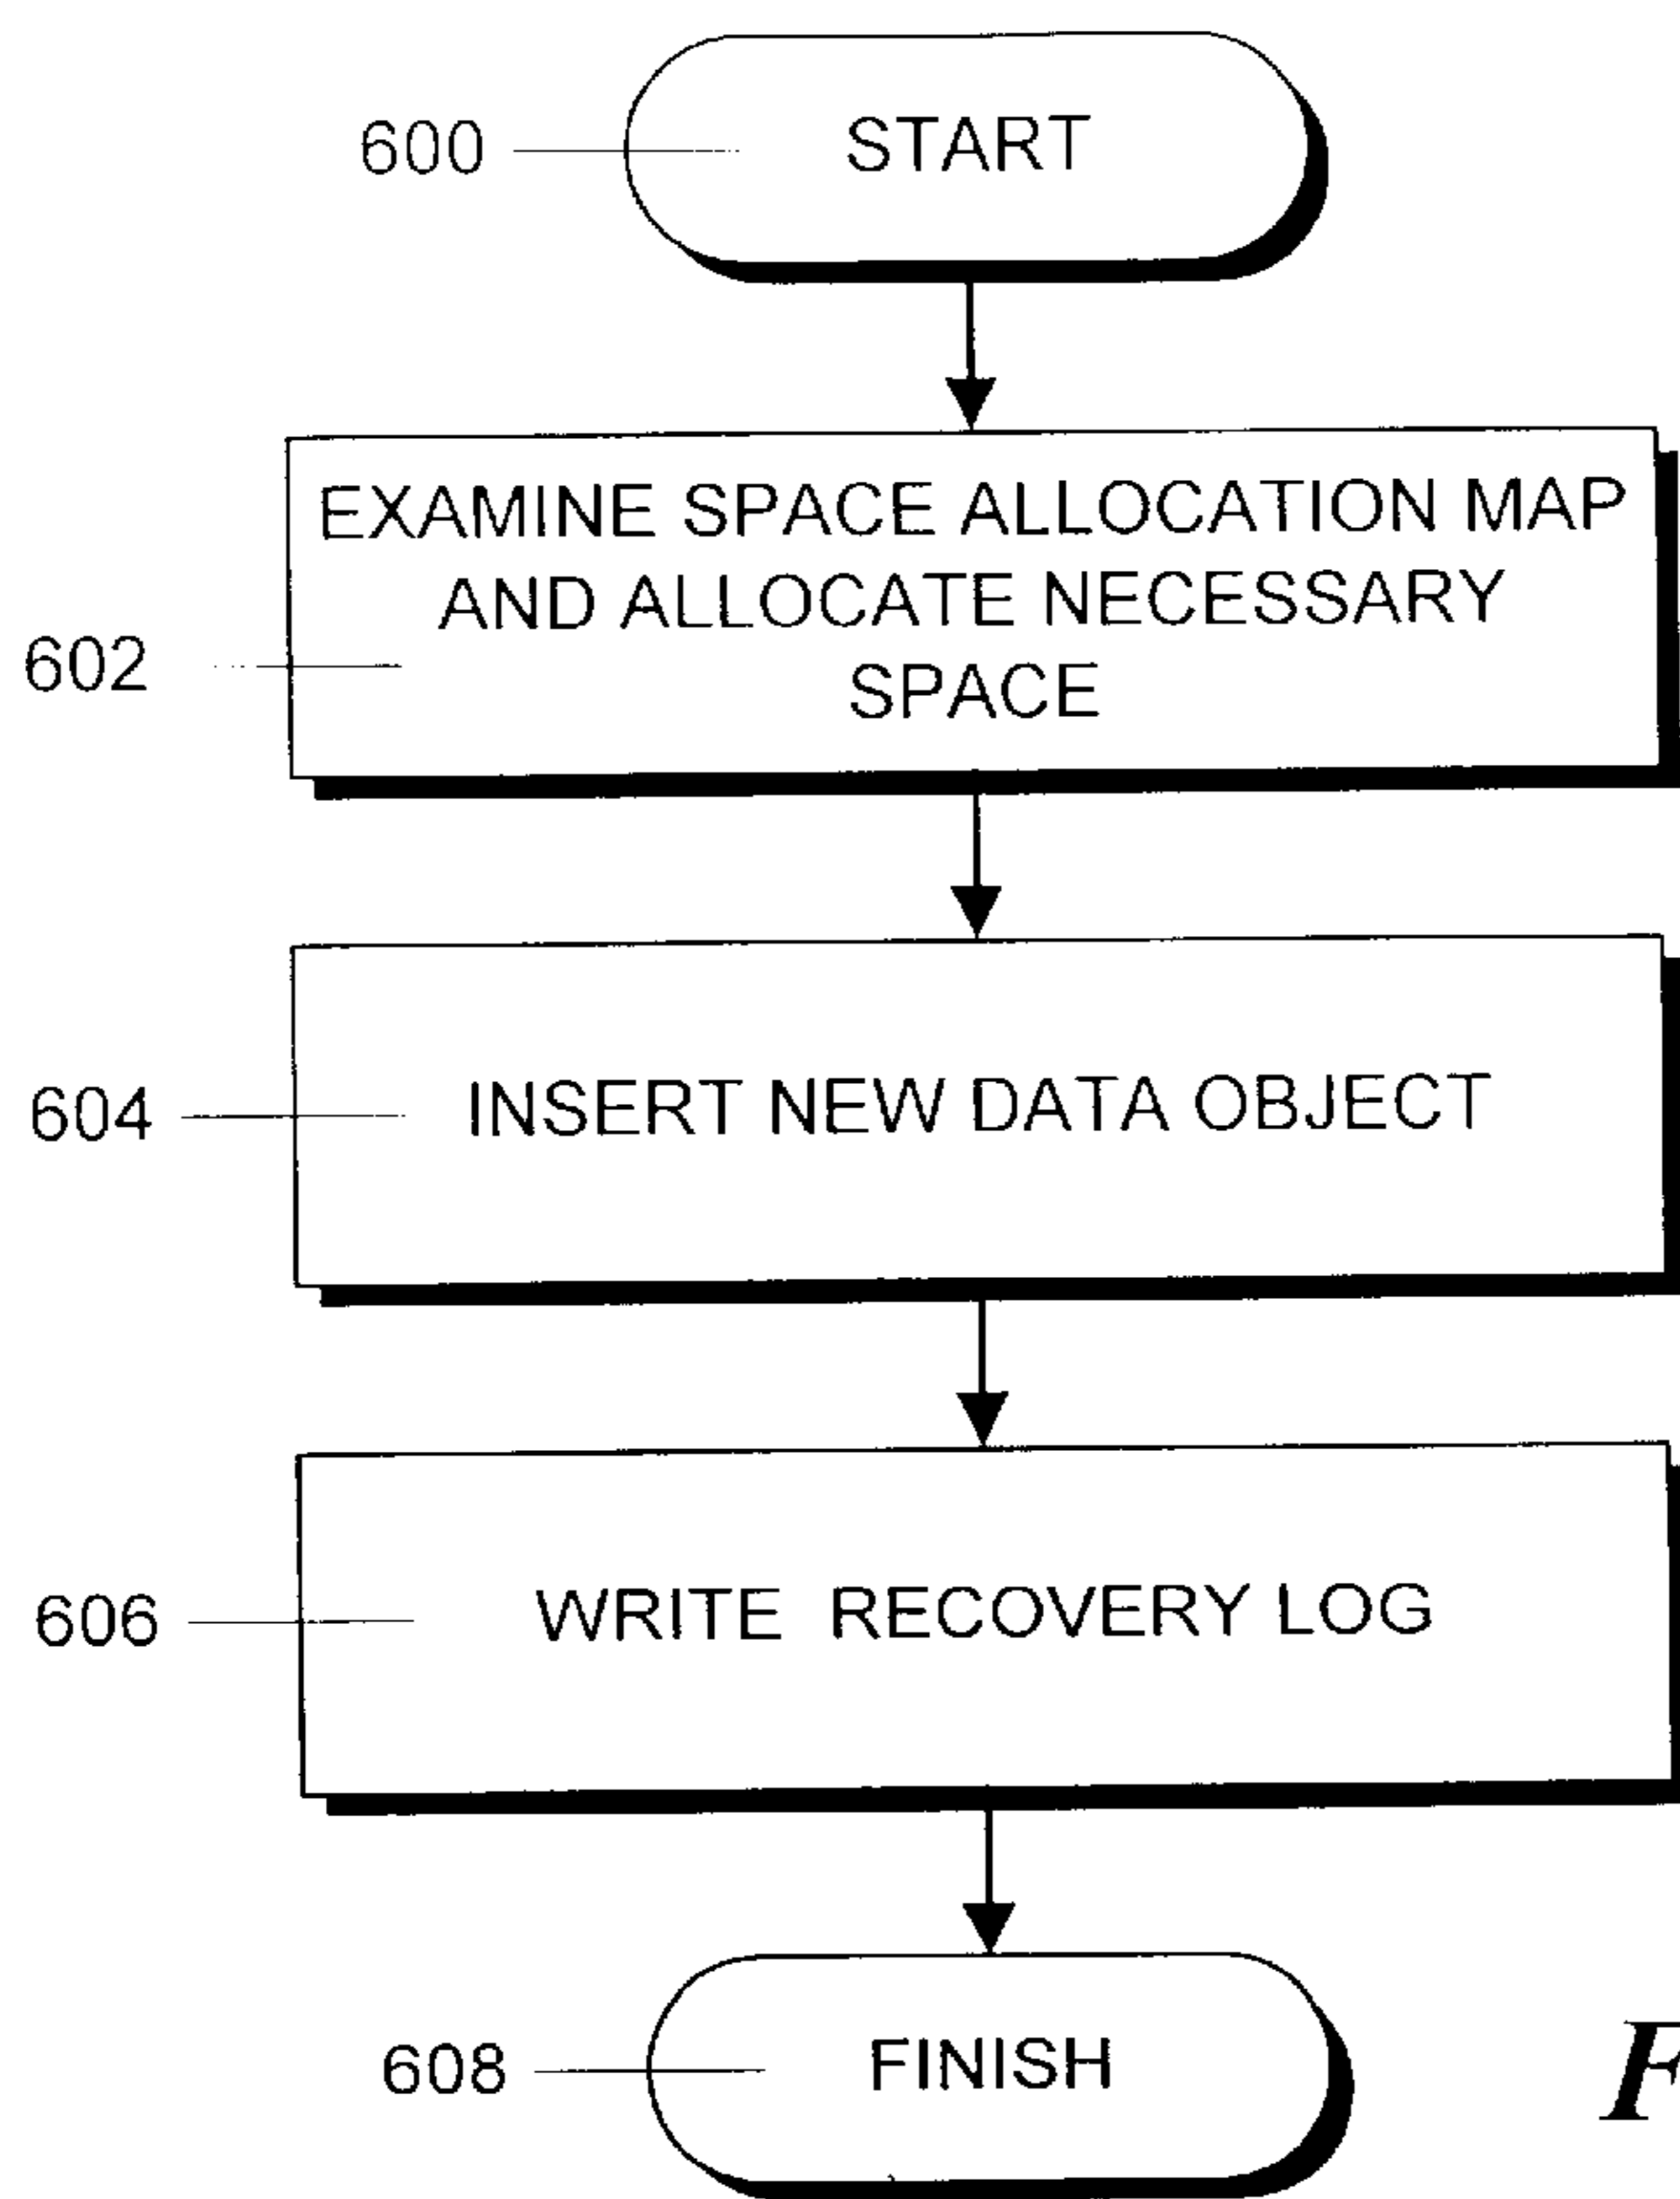 600 START
EXAMINE SPACE ALLOCATION MAP
AND ALLOCATE NECESSARY
602
SPACE
604 INSERT NEW DATA OBJECT
606 WRITE RECOVERY LOG
608 FINISH
F